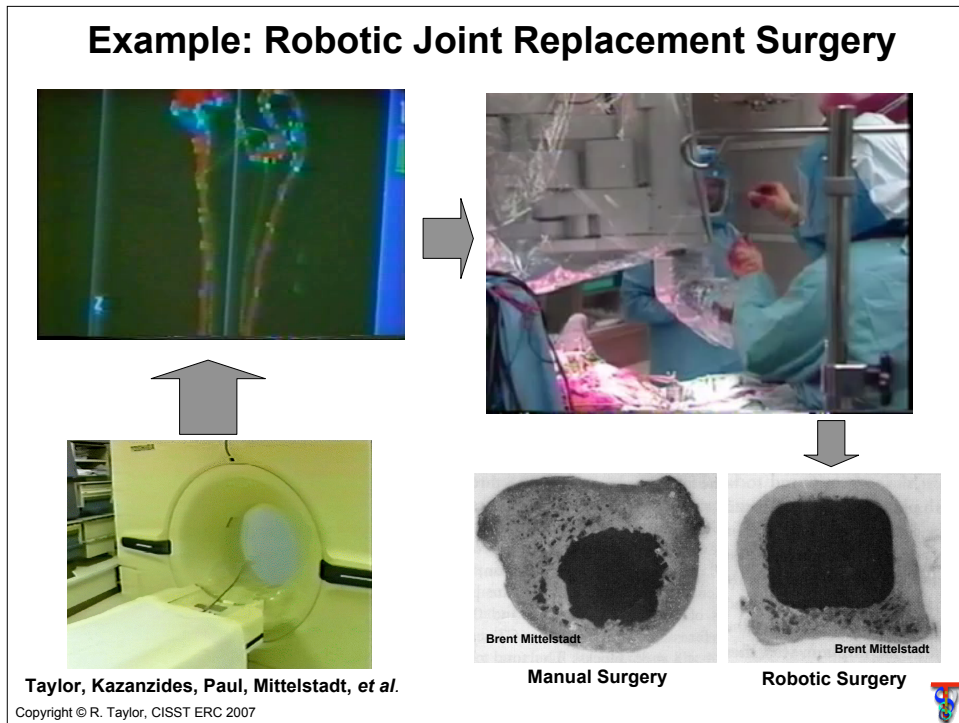 Example: Robotic Joint Replacement Surgery
Brent Mittelstadt
Brent Mittelstadt
Manual Surgery
Robotic Surgery
Taylor, Kazanzides, Paul, Mittelstadt, et al.
Copyright © R. Taylor, CISST ERC 2007